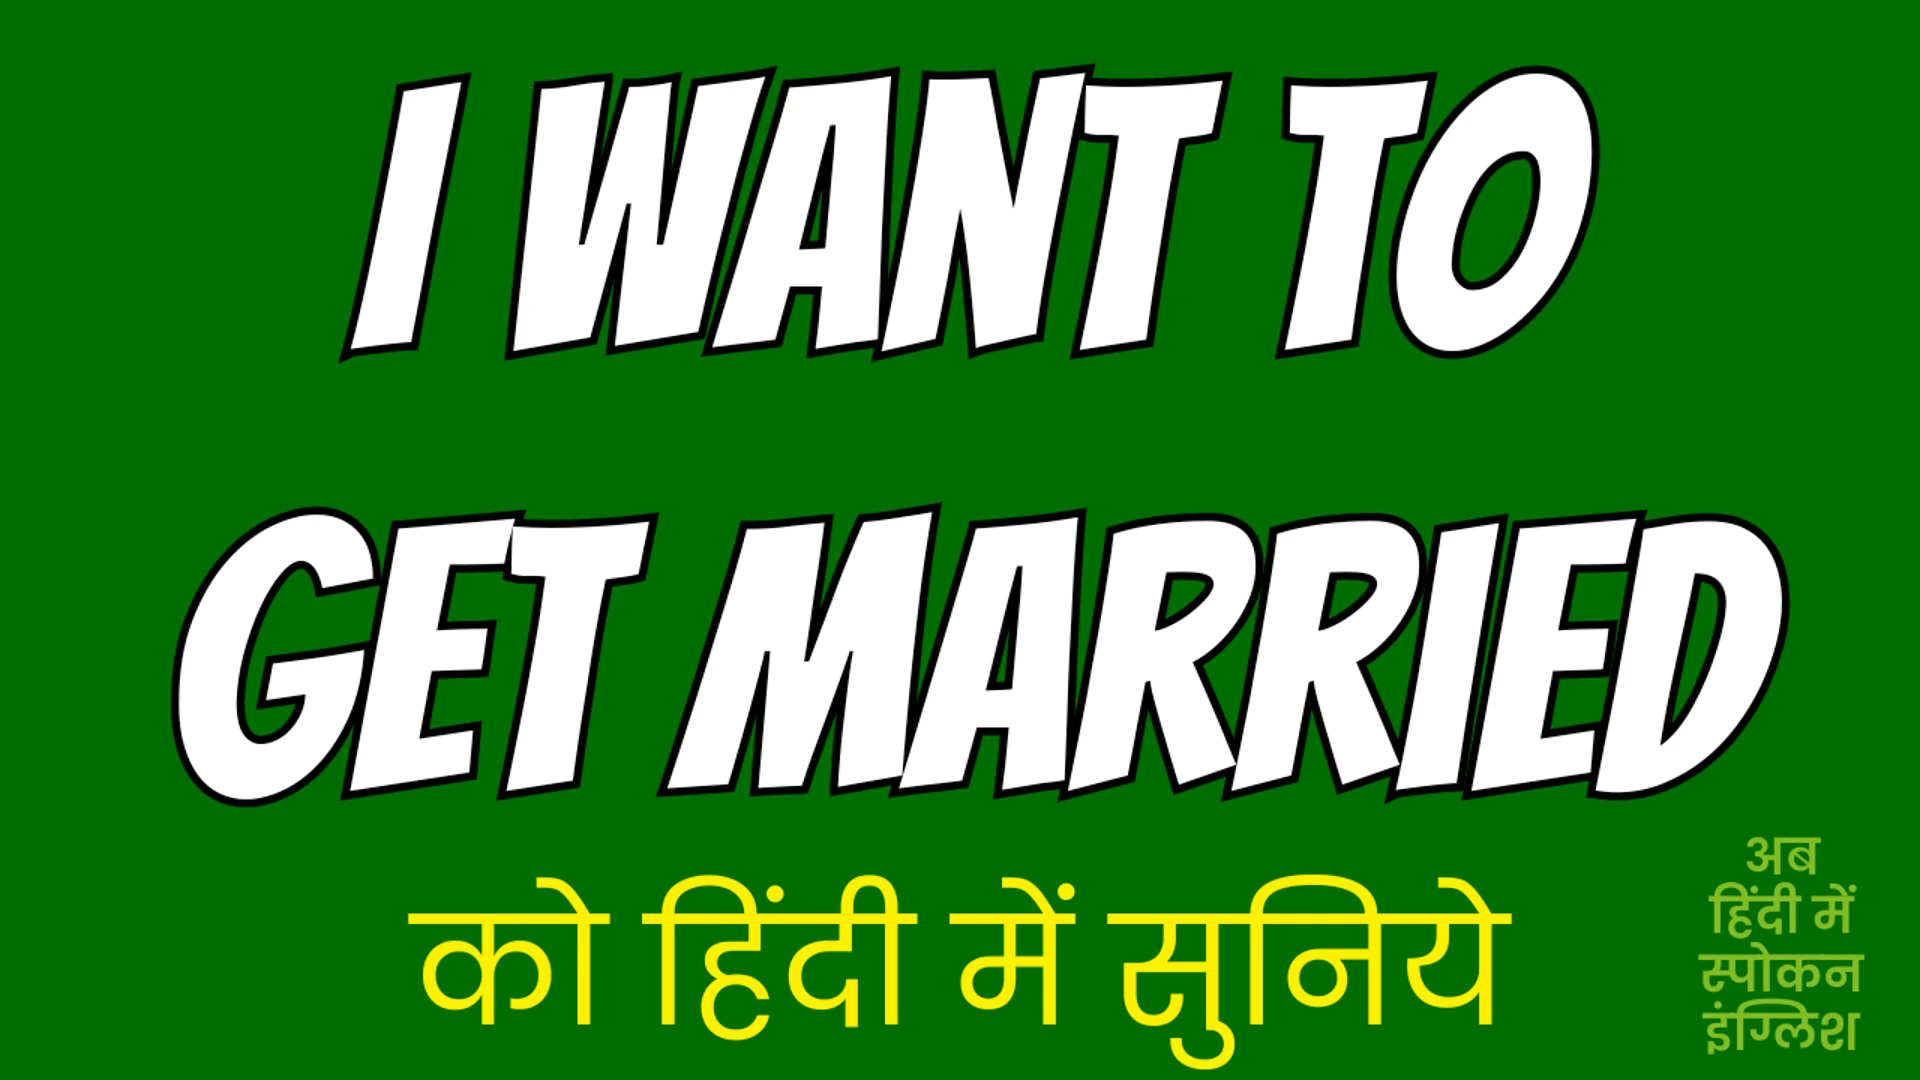 I WANT TO
GET MARRIED
को हिंदी में सुनिये
अब
हिंदी में
स्पोकन
इंग्लिश